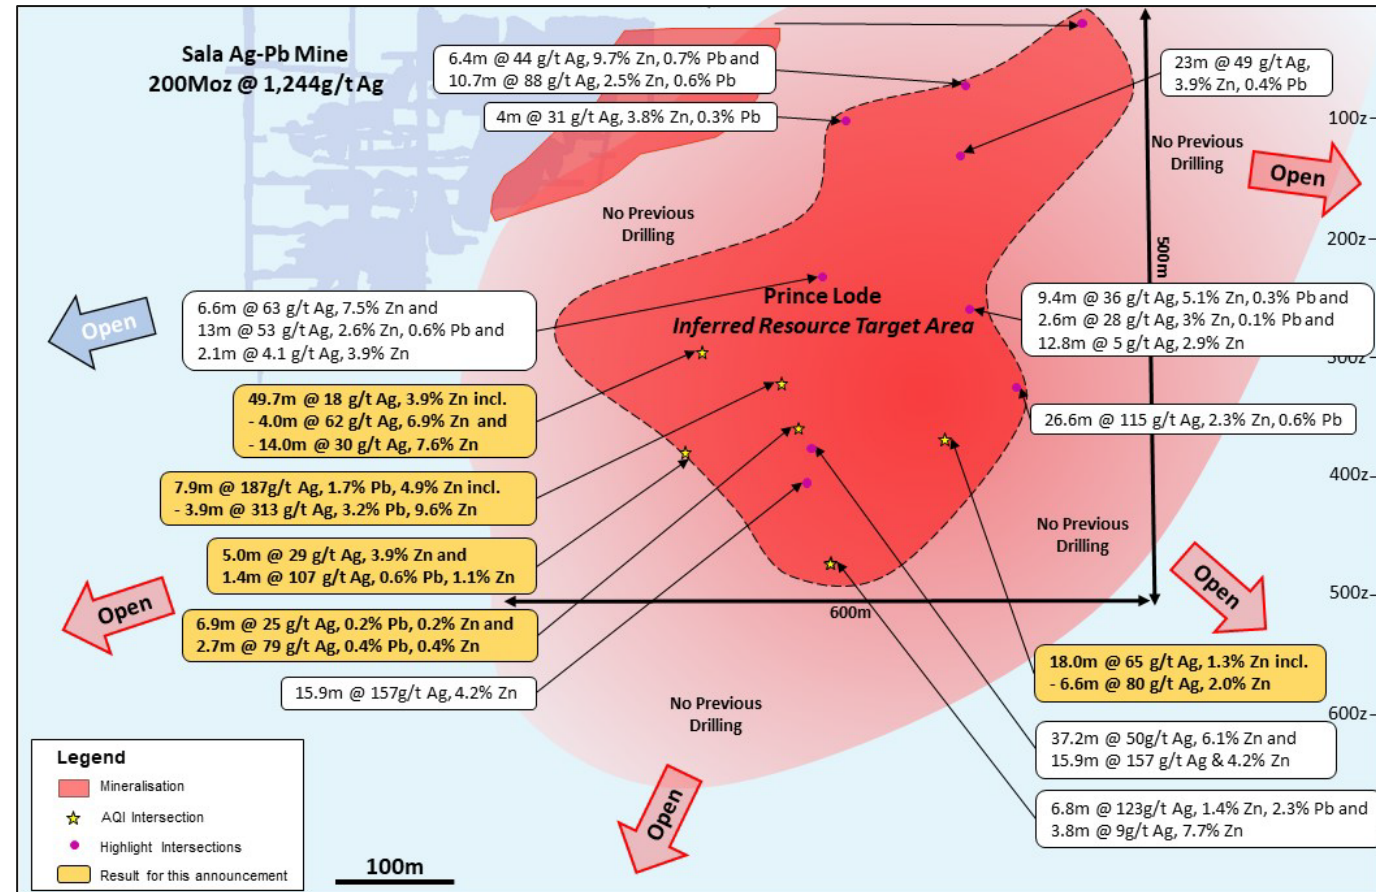 Sala Ag-Pb Mine
200Moz @ 1,244g/t Ag
6.4m @ 44 g/t Ag, 9.7% Zn, 0.7% Pb and
10.7m @ 88 g/t Ag, 2.5% Zn, 0.6% Pb
4m @ 31 g/t Ag, 3.8% Zn, 0.3% Pb
23m @ 49 g/t Ag,
3.9% Zn, 0.4% Pb
100z
No Previous
Drilling
Open
No Previous
Drilling
200z
500m
Open
6.6m @ 63 g/t Ag, 7.5% Zn and
13m @ 53 g/t Ag, 2.6% Zn, 0.6% Pb and
2.1m @ 4.1 g/t Ag, 3.9% Zn
Prince Lode
Inferred Resource Target Area
9.4m @ 36 g/t Ag, 5.1% Zn, 0.3% Pb and
2.6m @ 28 g/t Ag, 3% Zn, 0.1% Pb and
12.8m @ 5 g/t Ag, 2.9% Zn
300z
49.7m @ 18 g/t Ag, 3.9% Zn incl.
- 4.0m @ 62 g/t Ag, 6.9% Zn and
- 14.0m @ 30 g/t Ag, 7.6% Zn
26.6m @ 115 g/t Ag, 2.3% Zn, 0.6% Pb
400z
7.9m @ 187g/t Ag, 1.7% Pb, 4.9% Zn incl.
- 3.9m @ 313 g/t Ag, 3.2% Pb, 9.6% Zn
No Previous
Drilling
5.0m @ 29 g/t Ag, 3.9% Zn and
1.4m @ 107 g/t Ag, 0.6% Pb, 1.1% Zn
Open
Open
500z
600m
6.9m @ 25 g/t Ag, 0.2% Pb, 0.2% Zn and
2.7m @ 79 g/t Ag, 0.4% Pb, 0.4% Zn
18.0m @ 65 g/t Ag, 1.3% Zn incl.
- 6.6m @ 80 g/t Ag, 2.0% Zn
15.9m @ 157g/t Ag, 4.2% Zn
No Previous
Drilling
600z
37.2m @ 50g/t Ag, 6.1% Zn and
15.9m @ 157 g/t Ag & 4.2% Zn
6.8m @ 123g/t Ag, 1.4% Zn, 2.3% Pb and
3.8m @ 9g/t Ag, 7.7% Zn
Open
Legend
Mineralisation
AQI Intersection
Highlight Intersections
Result for this announcement
100m